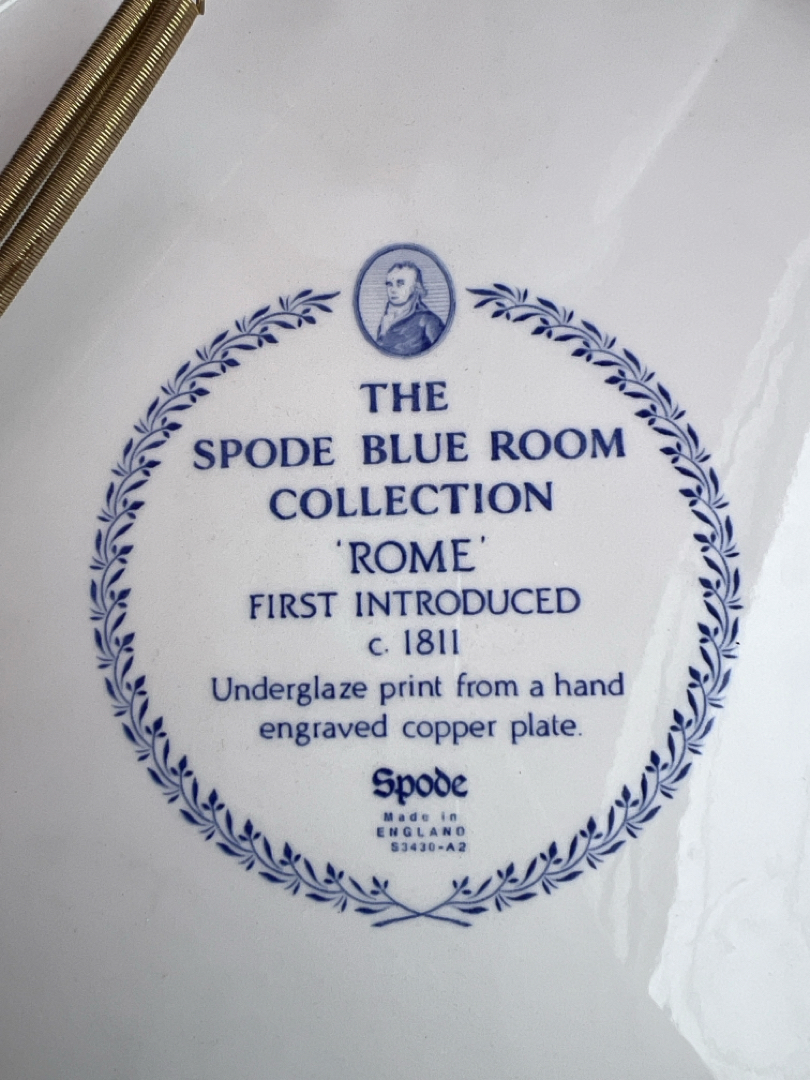 THE
SPODE BLUE ROOM
COLLECTION
'ROME'
FIRST INTRODUCED
c. 1811
Underglaze print from a hand
engraved copper plate.
Spode
Made in
ENGLAND
S3430-A2